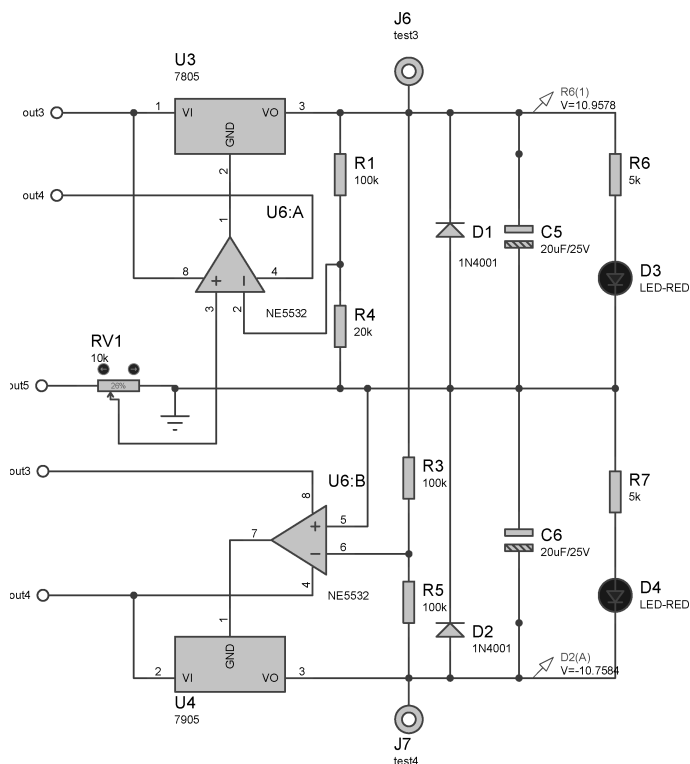 J6
test3
U3
7805
R6(1)
V=10.9578
out3
1
VI
VO
3
GND
2
R1
100k
R6
5k
out4
U6:A
1
D1
1N4001
C5
20uF/25V
8
4
D3
LED-RED
3
2
NE5532
R4
20k
RV1
10k
26%
out5
out3
R3
100k
R7
5k
U6:B
8
5
7
6
C6
20uF/25V
out4
4
NE5532
R5
100k
D4
LED-RED
1
D2
1N4001
GND
D2(A)
V=-10.7584
2
VI
VO
3
U4
7905
J7
test4